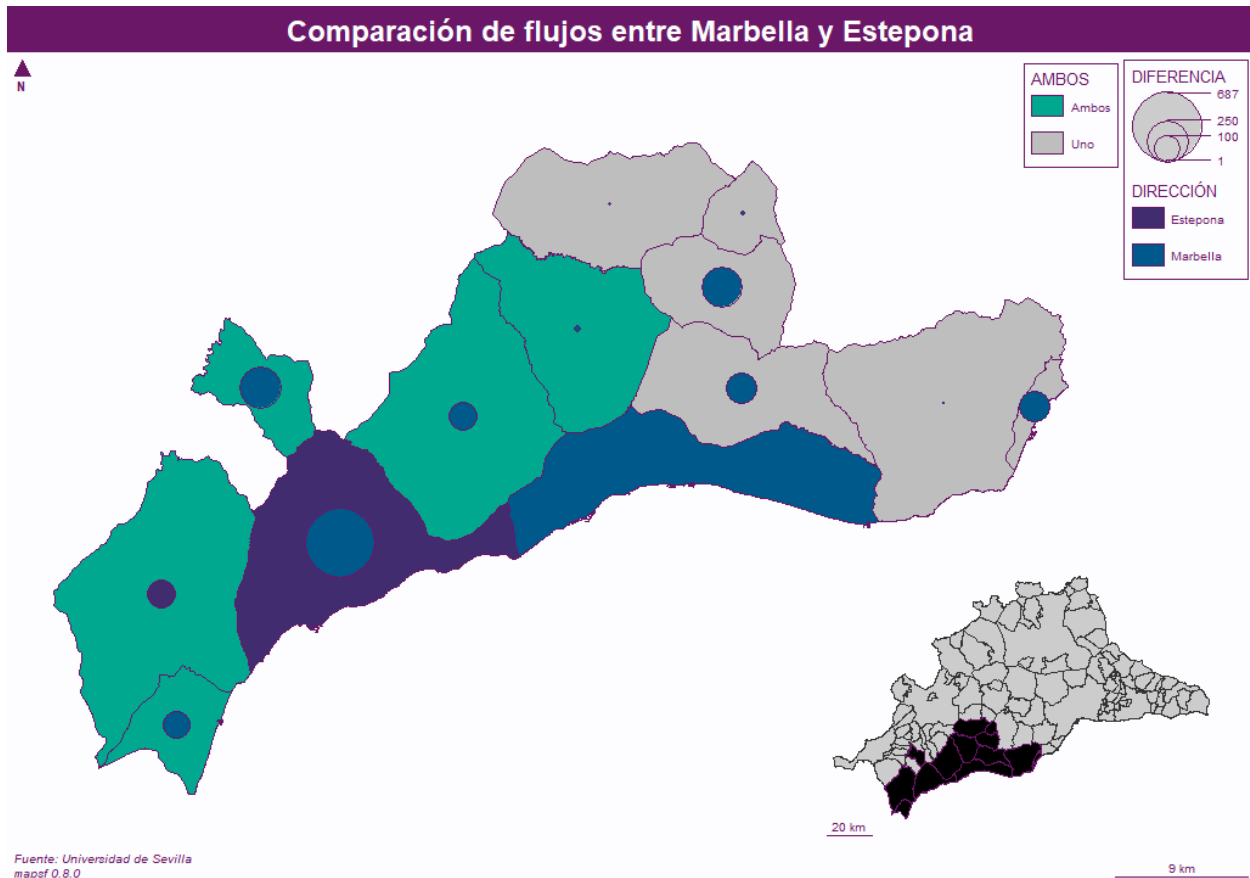 Comparación de flujos entre Marbella y Estepona
N
AMBOS
Ambos
Uno
DIFERENCIA
687
250
100
1
DIRECCIÓN
Estepona
Marbella
20 km
9 km
Fuente: Universidad de Sevilla
mapsf 0.8.0